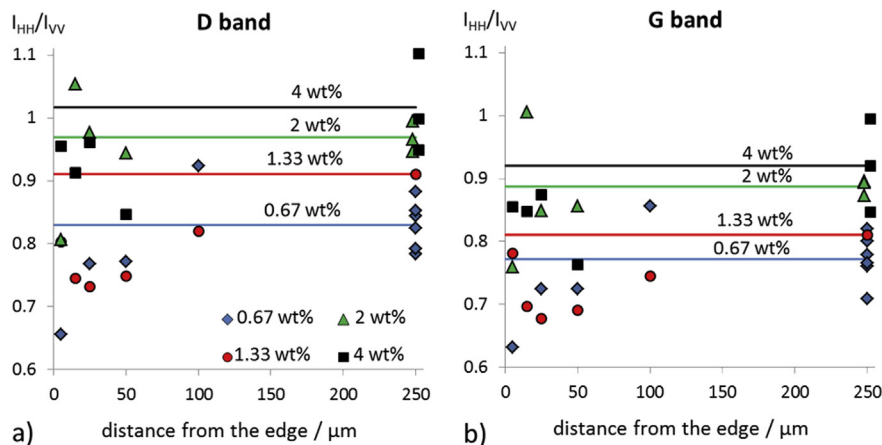 I_HH/I_VV
D band
1.1
1
0.9
0.8
0.7
0.6
4 wt%
2 wt%
1.33 wt%
0.67 wt%
0.67 wt%
2 wt%
1.33 wt%
4 wt%
0
50
100
150
200
250
distance from the edge / µm
a)
I_HH/I_VV
G band
1.1
1
0.9
0.8
0.7
0.6
4 wt%
2 wt%
1.33 wt%
0.67 wt%
0
50
100
150
200
250
distance from the edge / µm
b)